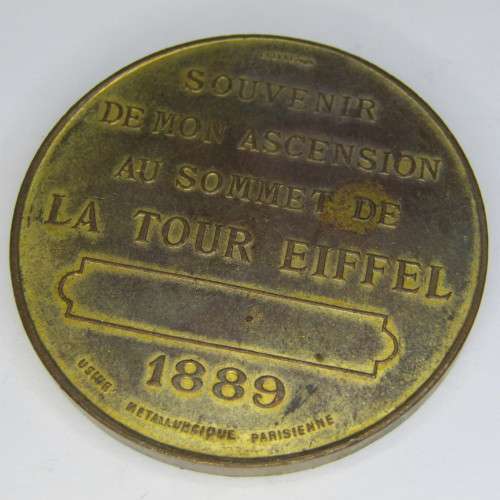 SOUVENIR
DE MON ASCENSION
AU SOMMET DE
LA TOUR EIFFEL
1889
USINE METALLURGIQUE PARISIENNE